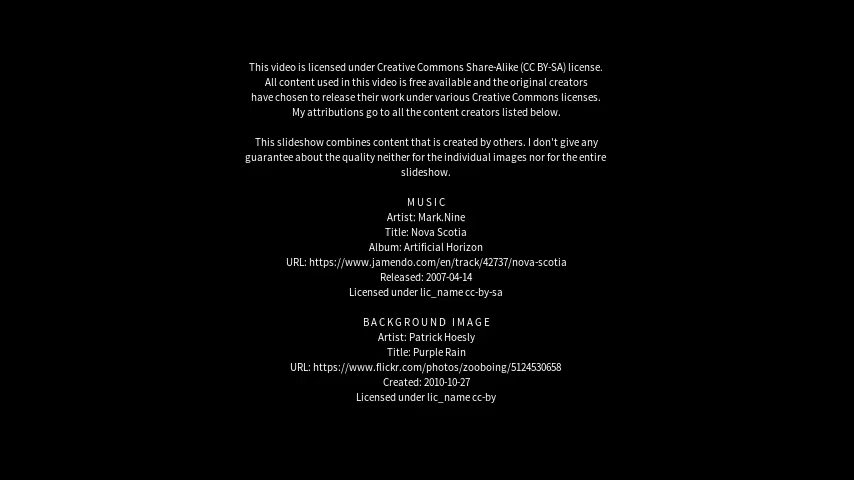 This video is licensed under Creative Commons Share-Alike (CC BY-SA) license.
All content used in this video is free available and the original creators
have chosen to release their work under various Creative Commons licenses.
My attributions go to all the content creators listed below.
This slideshow combines content that is created by others. I don't give any
guarantee about the quality neither for the individual images nor for the entire
slideshow.
MUSIC
Artist: Mark.Nine
Title: Nova Scotia
Album: Artificial Horizon
URL: https://www.jamendo.com/en/track/42737/nova-scotia
Released: 2007-04-14
Licensed under lic_name cc-by-sa
BACKGROUND IMAGE
Artist: Patrick Hoesly
Title: Purple Rain
URL: https://www.flickr.com/photos/zooboing/5124530658
Created: 2010-10-27
Licensed under lic_name cc-by